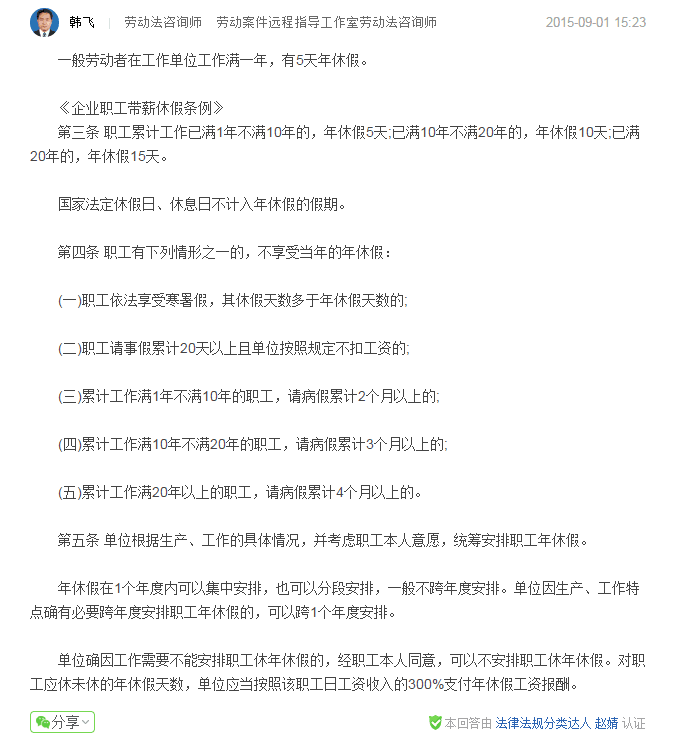 韩飞 | 劳动法咨询师 劳动案件远程指导工作室劳动法咨询师 2015-09-01 15:23
一般劳动者在工作单位工作满一年，有5天年休假。
《企业职工带薪休假条例》
第三条 职工累计工作已满1年不满10年的，年休假5天;已满10年不满20年的，年休假10天;已满
20年的，年休假15天。
国家法定休假日、休息日不计入年休假的假期。
第四条 职工有下列情形之一的，不享受当年的年休假：
(一)职工依法享受寒暑假，其休假天数多于年休假天数的;
(二)职工请事假累计20天以上且单位按照规定不扣工资的;
(三)累计工作满1年不满10年的职工，请病假累计2个月以上的;
(四)累计工作满10年不满20年的职工，请病假累计3个月以上的;
(五)累计工作满20年以上的职工，请病假累计4个月以上的。
第五条 单位根据生产、工作的具体情况，并考虑职工本人意愿，统筹安排职工年休假。
年休假在1个年度内可以集中安排，也可以分段安排，一般不跨年度安排。单位因生产、工作特
点确有必要跨年度安排职工年休假的，可以跨1个年度安排。
单位确因工作需要不能安排职工休年休假的，经职工本人同意，可以不安排职工休年休假。对职
工应休未休的年休假天数，单位应当按照该职工日工资收入的300%支付年休假工资报酬。
分享 本回答由 法律法规分类达人 赵婧 认证